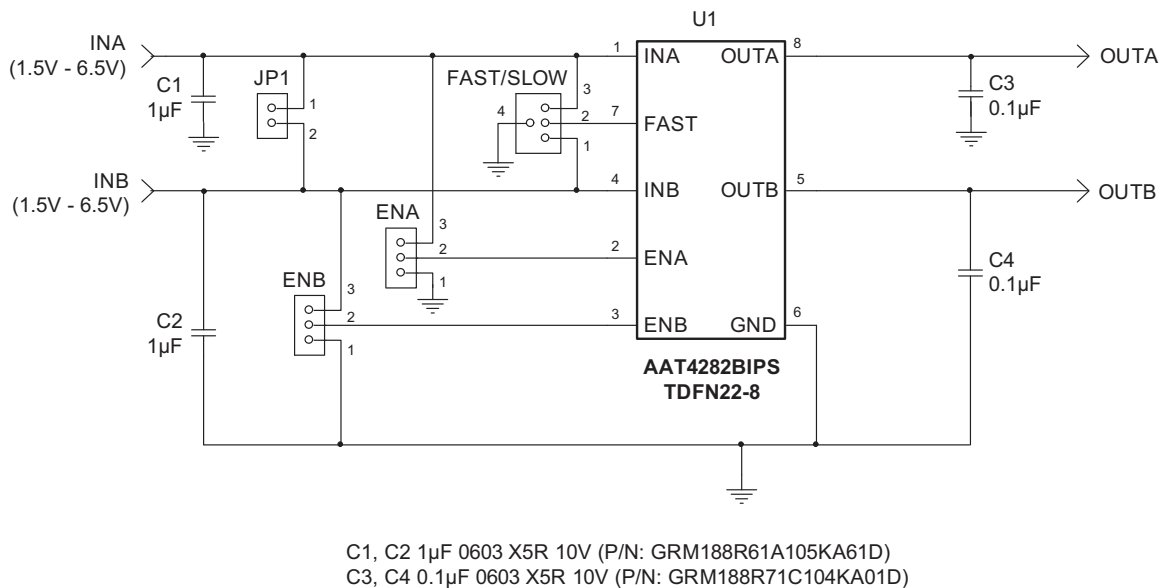 U1
INA
(1.5V - 6.5V)
C1
1µF
JP1
1
2
FAST/SLOW
3
4
2
1
1
INA
OUTA
8
OUTA
C3
0.1µF
7
FAST
INB
(1.5V - 6.5V)
4
INB
OUTB
5
OUTB
ENA
3
2
1
2
ENA
C4
0.1µF
ENB
3
2
1
3
ENB
GND
6
C2
1µF
AAT4282BIPS
TDFN22-8
C1, C2 1µF 0603 X5R 10V (P/N: GRM188R61A105KA61D)
C3, C4 0.1µF 0603 X5R 10V (P/N: GRM188R71C104KA01D)